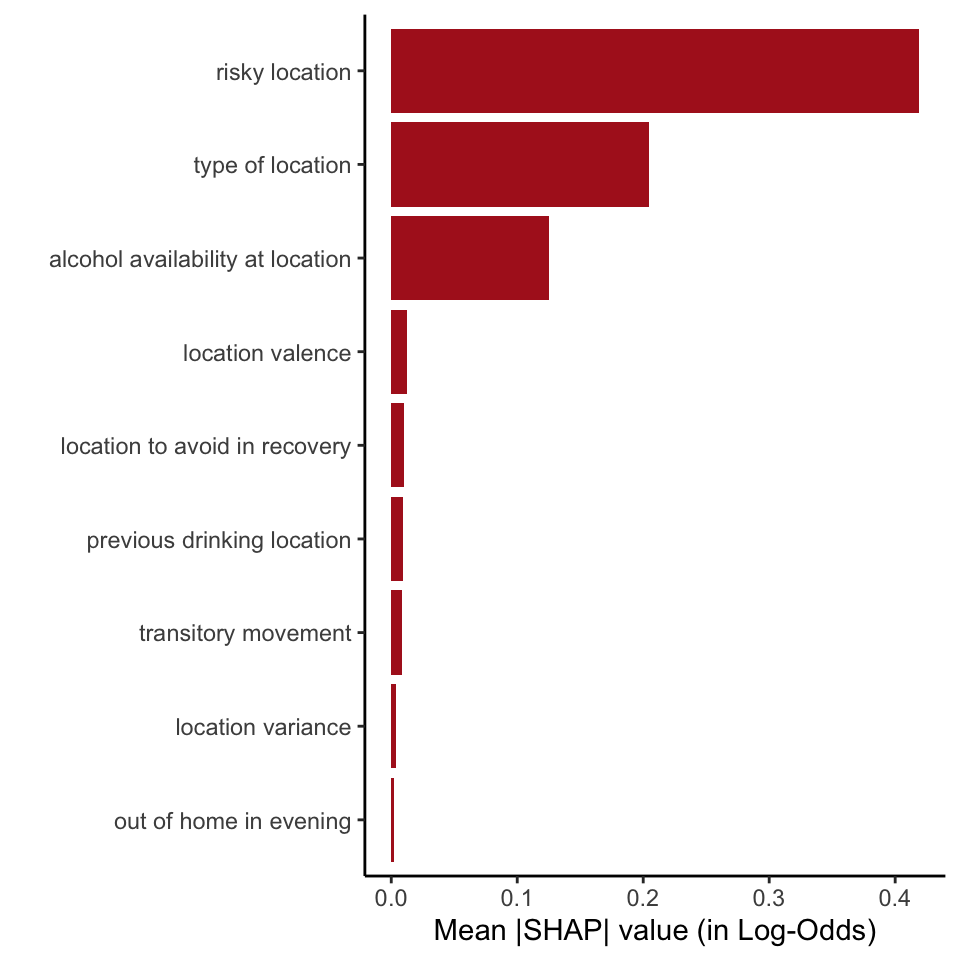 risky location
type of location
alcohol availability at location
location valence
location to avoid in recovery
previous drinking location
transitory movement
location variance
out of home in evening
0.0 0.1 0.2 0.3 0.4
Mean |SHAP| value (in Log-Odds)